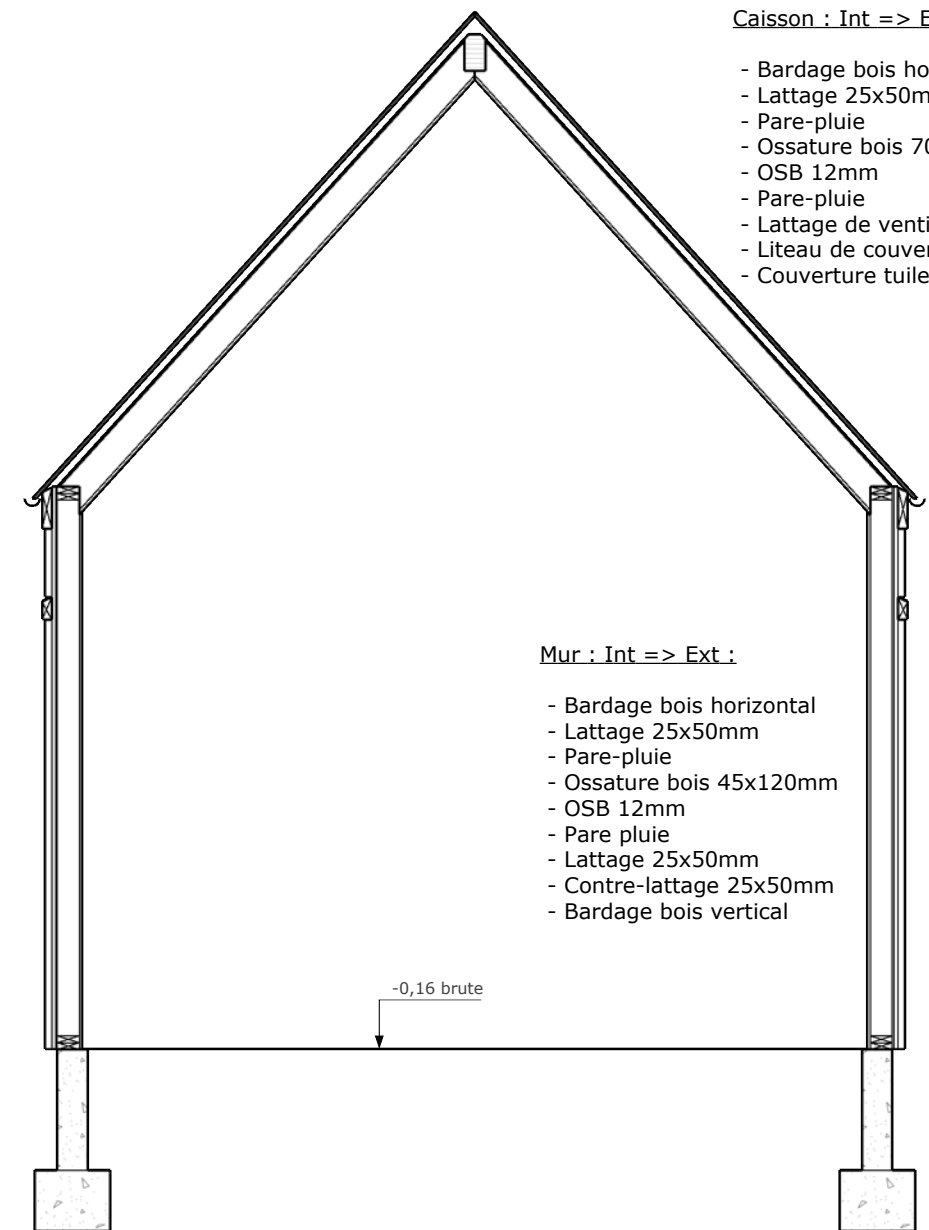 Caisson : Int => E
- Bardage bois ho
- Lattage 25x50m
- Pare-pluie
- Ossature bois 70
- OSB 12mm
- Pare-pluie
- Lattage de venti
- Liteau de couver
- Couverture tuile
Mur : Int => Ext :
- Bardage bois horizontal
- Lattage 25x50mm
- Pare-pluie
- Ossature bois 45x120mm
- OSB 12mm
- Pare pluie
- Lattage 25x50mm
- Contre-lattage 25x50mm
- Bardage bois vertical
-0,16 brute